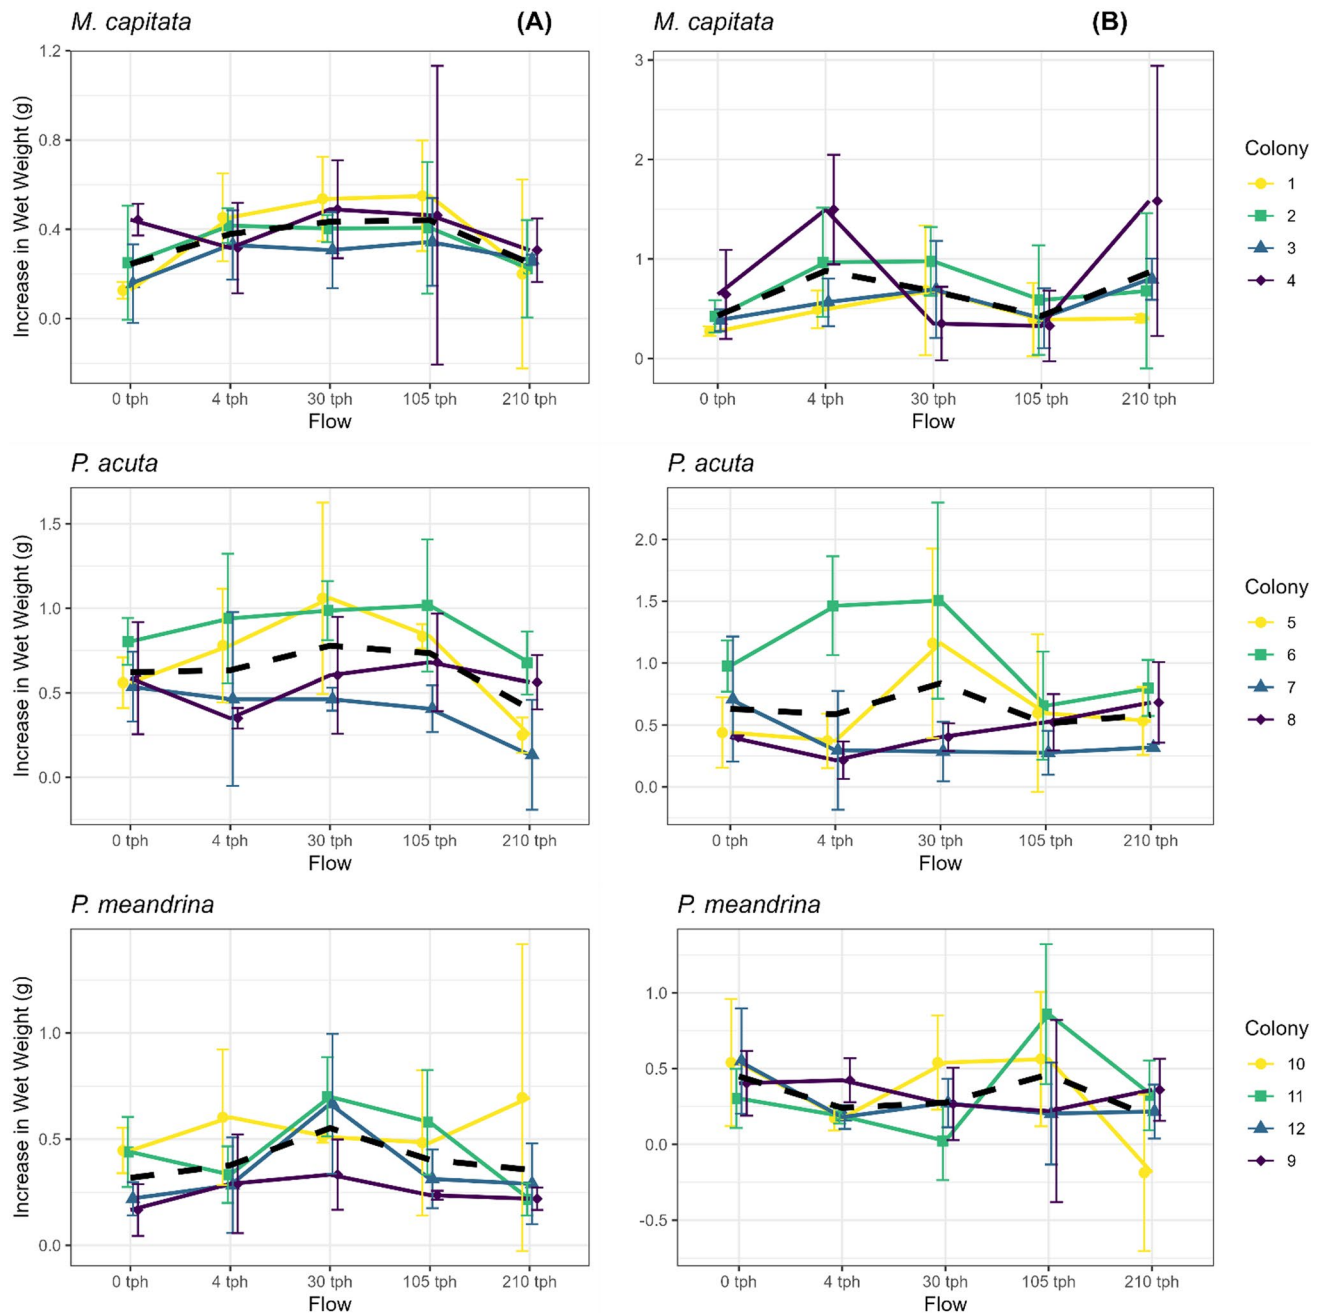 M. capitata (A)
Increase in Wet Weight (g)
1.2
0.8
0.4
0.0
0 tph 4 tph 30 tph 105 tph 210 tph
Flow
M. capitata (B)
3
2
1
0
0 tph 4 tph 30 tph 105 tph 210 tph
Flow
Colony
1
2
3
4
P. acuta
Increase in Wet Weight (g)
1.5
1.0
0.5
0.0
0 tph 4 tph 30 tph 105 tph 210 tph
Flow
P. acuta
2.0
1.5
1.0
0.5
0.0
0 tph 4 tph 30 tph 105 tph 210 tph
Flow
Colony
5
6
7
8
P. meandrina
Increase in Wet Weight (g)
1.0
0.5
0.0
0 tph 4 tph 30 tph 105 tph 210 tph
Flow
P. meandrina
1.0
0.5
0.0
-0.5
0 tph 4 tph 30 tph 105 tph 210 tph
Flow
Colony
10
11
12
9